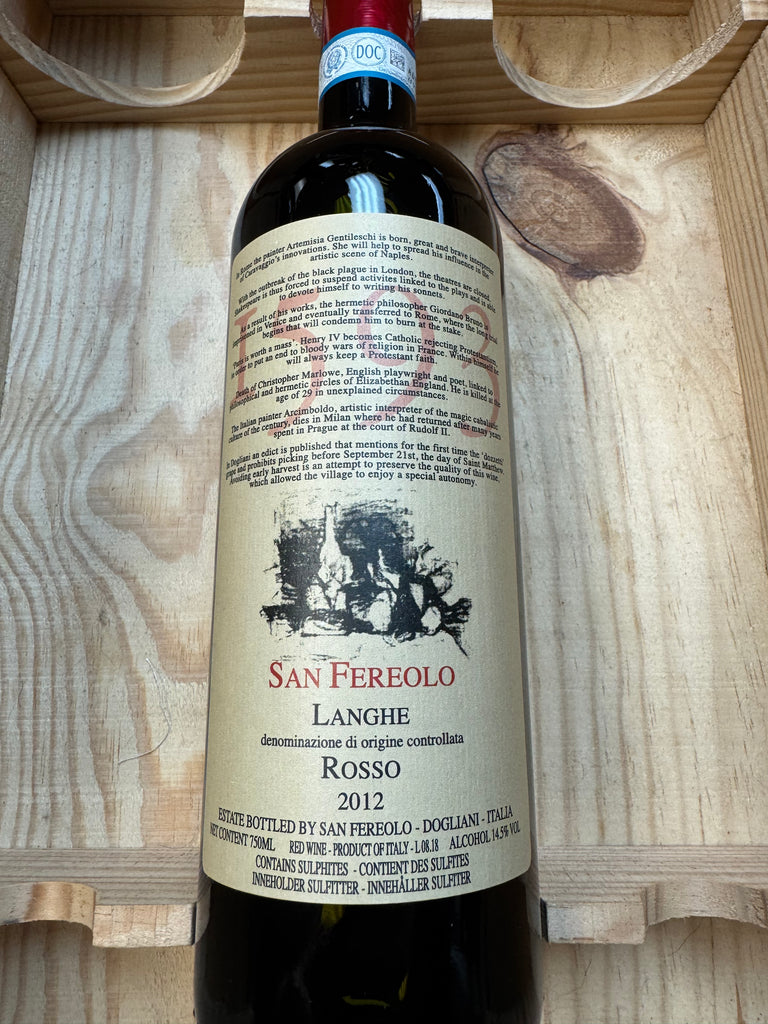 DOC
In Rome the painter Artemisia Gentileschi is born, great and brave interpreter
of Caravaggio's innovations. She will help to spread his influence in the
artistic scene of Naples.
With the outbreak of the black plague in London, the theatres are closed.
Shakespeare is thus forced to suspend activites linked to the plays and is able
to devote himself to writing his sonnets.
As a result of his works, the hermetic philosopher Giordano Bruno is
imprisoned in Venice and eventually transferred to Rome, where the long trial
begins that will condemn him to burn at the stake.
'Paris is worth a mass'. Henry IV becomes Catholic rejecting Protestantism
in order to put an end to bloody wars of religion in France. Within himself he
will always keep a Protestant faith.
Death of Christopher Marlowe, English playwright and poet, linked to
philosophical and hermetic circles of Elizabethan England. He is killed at the
age of 29 in unexplained circumstances.
The Italian painter Arcimboldo, artistic interpreter of the magic cabalistic
culture of the century, dies in Milan where he had returned after many years
spent in Prague at the court of Rudolf II.
In Dogliani an edict is published that mentions for the first time the 'dozzetti'
grape and prohibits picking before September 21st, the day of Saint Matthew.
Avoiding early harvest is an attempt to preserve the quality of this wine,
which allowed the village to enjoy a special autonomy.
1593
SAN FEREOLO
LANGHE
denominazione di origine controllata
ROSSO
2012
ESTATE BOTTLED BY SAN FEREOLO - DOGLIANI - ITALIA
NET CONTENT 750ML RED WINE - PRODUCT OF ITALY - L 08.18 ALCOHOL 14.5% VOL
CONTAINS SULPHITES - CONTIENT DES SULFITES
INNEHOLDER SULFITTER - INNEHÅLLER SULFITER